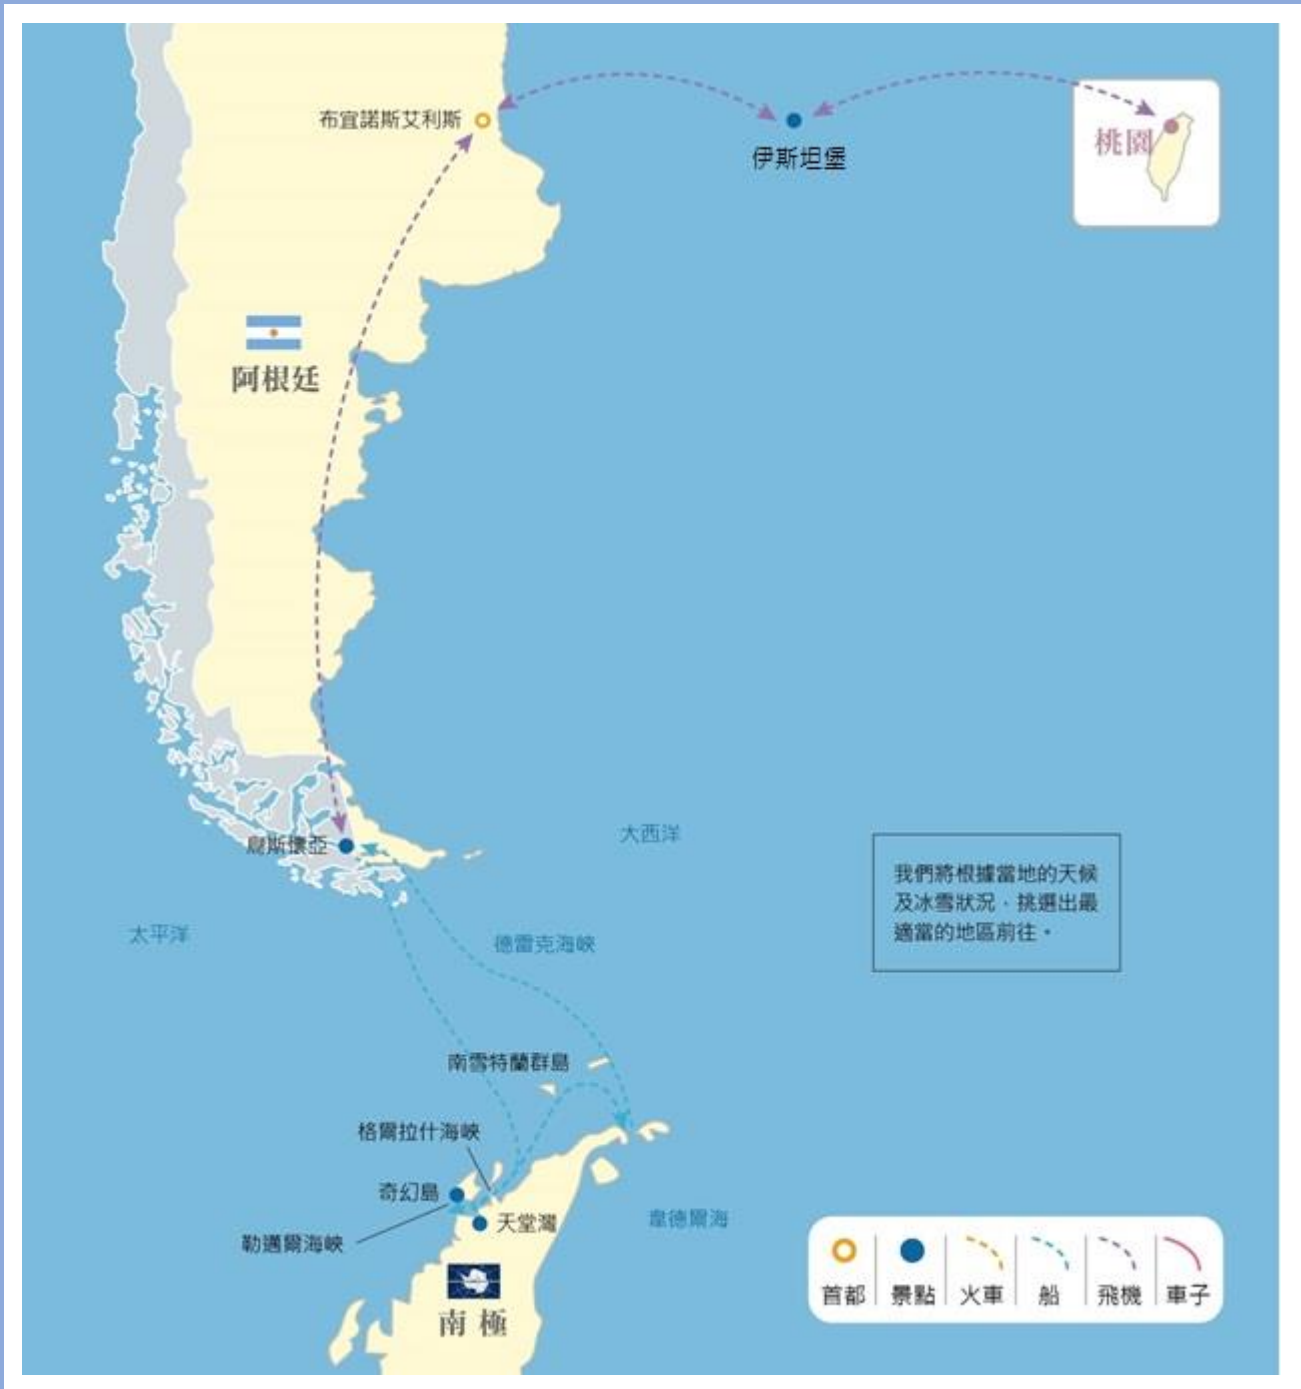 布宜諾斯艾利斯
伊斯坦堡
桃園
阿根廷
烏斯懷亞
大西洋
我們將根據當地的天候
及冰雪狀況，挑選出最
適當的地區前往。
太平洋
德雷克海峽
南雪特蘭群島
格爾拉什海峽
奇幻島
天堂灣
韋德爾海
勒邁爾海峽
南極
首都
景點
火車
船
飛機
車子